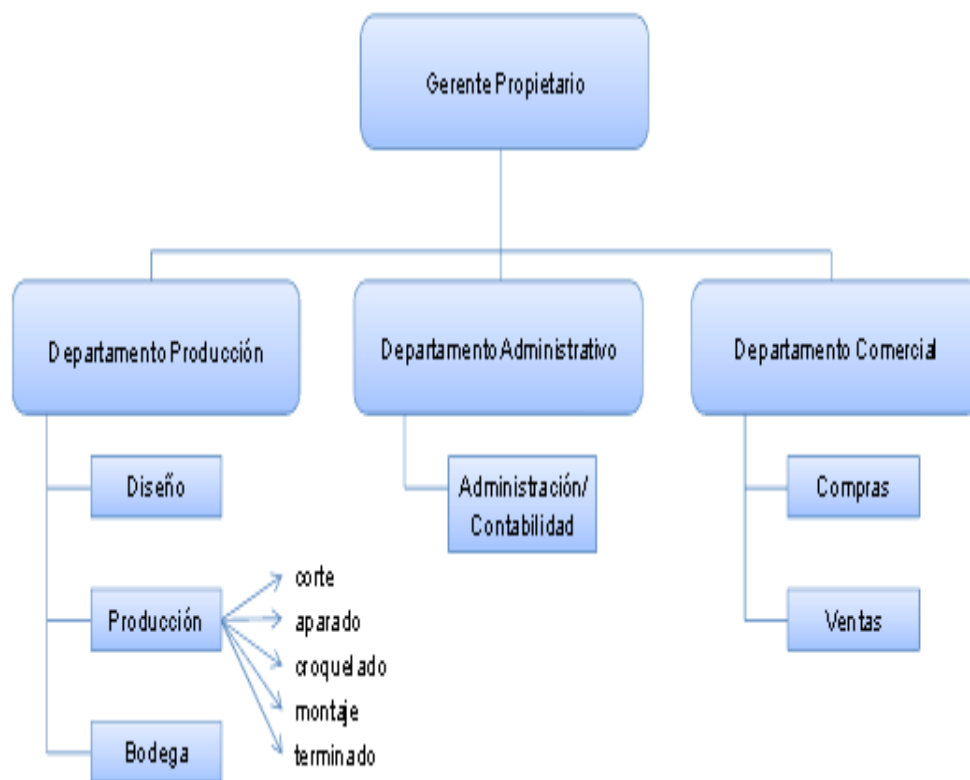 Gerente Propietario
Departamento Producción
Departamento Administrativo
Departamento Comercial
Diseño
Producción
corte
aparado
croquelado
montaje
terminado
Bodega
Administración/
Contabilidad
Compras
Ventas